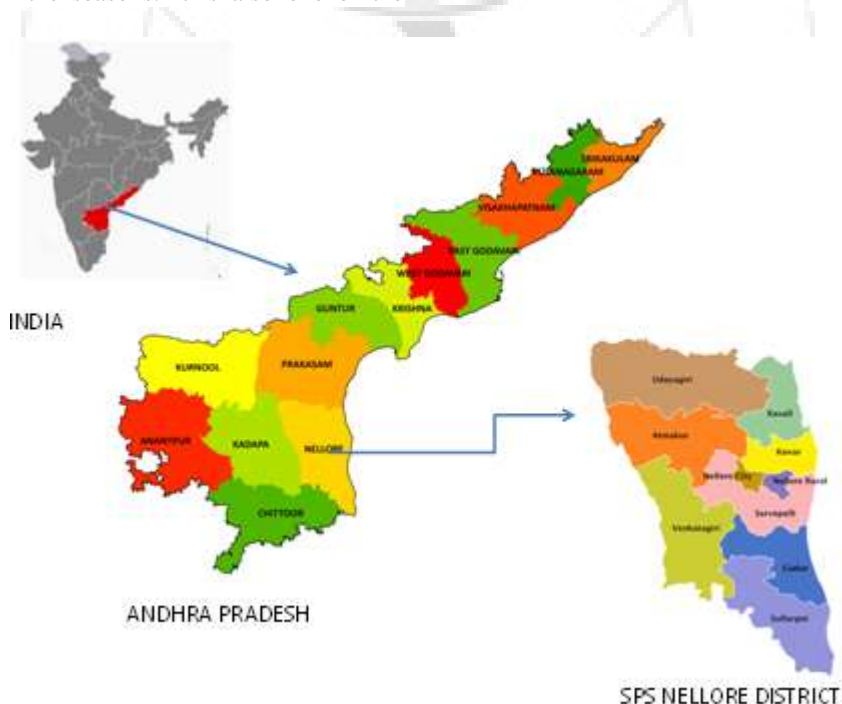 INDIA
SRIKAKULAM
VIZIANAGARAM
VISAKHAPATNAM
EAST GODAVARI
WEST GODAVARI
KRISHNA
GUNTUR
PRAKASAM
KURNOOL
ANANTPUR
KADAPA
NELLORE
CHITTOOR
ANDHRA PRADESH
Udayagiri
Kavali
Atmakur
Kovur
Nellore City
Nellore Rural
Survepalli
Venkatagiri
Gudur
Sullurpet
SPS NELLORE DISTRICT